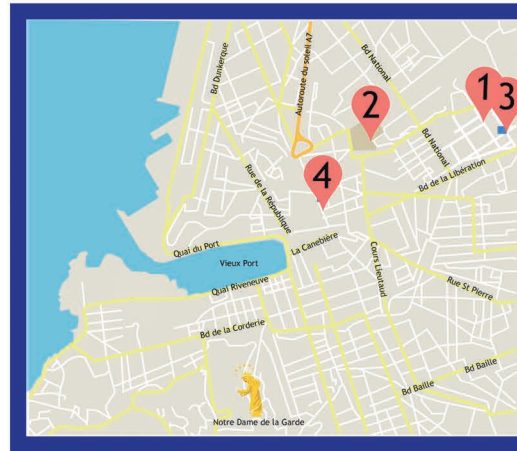 Bd Dunkerque
Autoroute du soleil A7
Bd National
1
3
2
Bd National
Bd de la Libération
4
Rue de la République
Quai du Port
La Canebière
Vieux Port
Cours Lieutaud
Quai Riveneuve
Rue St Pierre
Bd de la Corderie
Bd Baille
Bd Baille
Notre Dame de la Garde